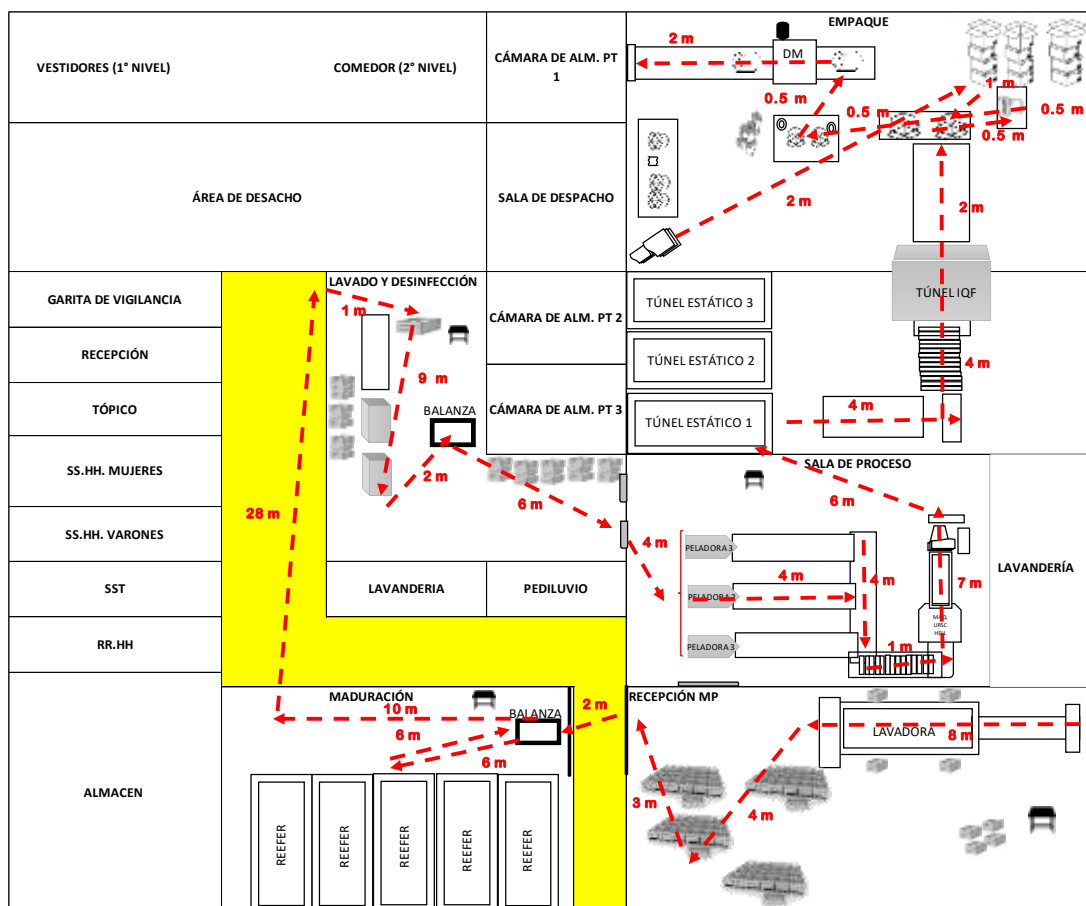 EMPAQUE
VESTIDORES (1° NIVEL)
COMEDOR (2° NIVEL)
CÁMARA DE ALM. PT
1
2 m
DM
0.5 m
0.5 m
1 m
0.5 m
0.5 m
ÁREA DE DESACHO
SALA DE DESPACHO
2 m
2 m
GARITA DE VIGILANCIA
LAVADO Y DESINFECCIÓN
1 m
CÁMARA DE ALM. PT 2
TÚNEL ESTÁTICO 3
TÚNEL IQF
RECEPCIÓN
TÚNEL ESTÁTICO 2
4 m
9 m
TÓPICO
BALANZA
CÁMARA DE ALM. PT 3
TÚNEL ESTÁTICO 1
4 m
SS.HH. MUJERES
2 m
SALA DE PROCESO
6 m
6 m
28 m
SS.HH. VARONES
4 m
PELADORA 3
LAVANDERÍA
SST
LAVANDERIA
PEDILUVIO
4 m
4 m
7 m
PELADORA 2
MAQ.
URSC
HELL
RR.HH
PELADORA 3
1 m
MADURACIÓN
RECEPCIÓN MP
10 m
BALANZA
2 m
6 m
6 m
LAVADORA
8 m
ALMACEN
REEFER
REEFER
REEFER
REEFER
REEFER
3 m
4 m